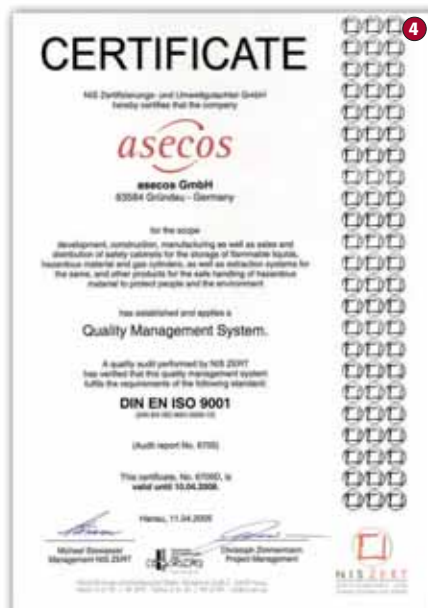 4
CERTIFICATE
NIS Zertifizierungs- und Umweltgutachter GmbH
hereby certifies that the company
asecos
asecos GmbH
63584 Gründau - Germany
for the scope
development, construction, manufacturing as well as sales and
distribution of safety cabinets for the storage of flammable liquids,
hazardous material and gas cylinders, as well as extraction systems for
the same, and other products for the safe handling of hazardous
material to protect people and the environment
has established and applies a
Quality Management System.
A quality audit performed by NIS ZERT
has verified that this quality management system
fulfils the requirements of the following standard:
DIN EN ISO 9001
(Audit report No. 6700)
This certificate, No. 6700D, is
valid until 10.04.2008.
Hanau, 11.04.2005
Management NIS ZERT
Christoph Zimmermann
Project Management
NIS ZERT